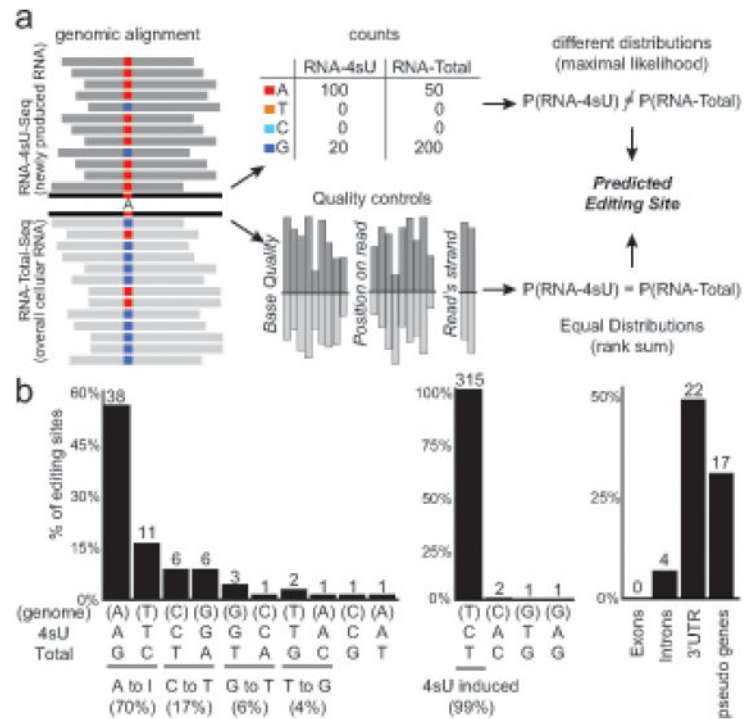 a
genomic alignment
RNA-4sU-Seq
(newly produced RNA)
A
RNA-Total-Seq
(overall celular RNA)
counts
RNA-4sU RNA-Total
A 100 50
T 0 0
C 0 0
G 20 200
Quality controls
Base Quality
Position on read
Read's strand
different distributions
(maximal likelihood)
P(RNA-4sU) ≠ P(RNA-Total)
Predicted
Editing Site
P(RNA-4sU) = P(RNA-Total)
Equal Distributions
(rank sum)
b
% of editing sites
60%
45%
30%
15%
0%
38 11 6 6 3 1 2 1 1 1
(genome) (A) (T) (C) (G) (G) (C) (T) (A) (C) (A)
4sU A T C G G C T A C A
Total G C T A T A G C G T
A to I C to T G to T T to G
(70%) (17%) (6%) (4%)
100%
75%
50%
25%
0%
315 2 1 1
(T) (C) (G) (G)
C A T A
T C G G
4sU induced
(99%)
50%
25%
0%
0 4 22 17
Exons
Introns
3'UTR
pseudo genes